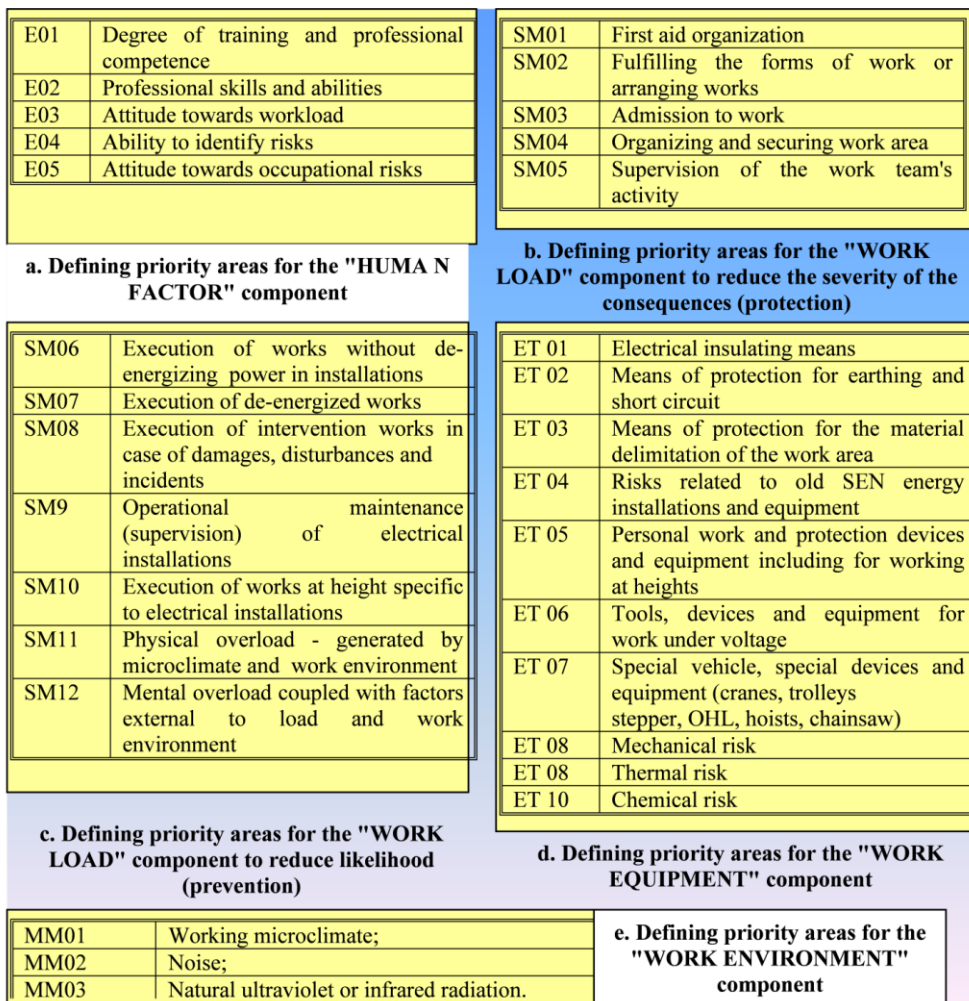 E01 Degree of training and professional
competence
E02 Professional skills and abilities
E03 Attitude towards workload
E04 Ability to identify risks
E05 Attitude towards occupational risks
a. Defining priority areas for the "HUMA N
FACTOR" component
SM01 First aid organization
SM02 Fulfilling the forms of work or
arranging works
SM03 Admission to work
SM04 Organizing and securing work area
SM05 Supervision of the work team's
activity
b. Defining priority areas for the "WORK
LOAD" component to reduce the severity of the
consequences (protection)
SM06 Execution of works without de-
energizing power in installations
SM07 Execution of de-energized works
SM08 Execution of intervention works in
case of damages, disturbances and
incidents
SM9 Operational maintenance
(supervision) of electrical
installations
SM10 Execution of works at height specific
to electrical installations
SM11 Physical overload - generated by
microclimate and work environment
SM12 Mental overload coupled with factors
external to load and work
environment
c. Defining priority areas for the "WORK
LOAD" component to reduce likelihood
(prevention)
ET 01 Electrical insulating means
ET 02 Means of protection for earthing and
short circuit
ET 03 Means of protection for the material
delimitation of the work area
ET 04 Risks related to old SEN energy
installations and equipment
ET 05 Personal work and protection devices
and equipment including for working
at heights
ET 06 Tools, devices and equipment for
work under voltage
ET 07 Special vehicle, special devices and
equipment (cranes, trolleys
stepper, OHL, hoists, chainsaw)
ET 08 Mechanical risk
ET 08 Thermal risk
ET 10 Chemical risk
d. Defining priority areas for the "WORK
EQUIPMENT" component
MM01 Working microclimate;
MM02 Noise;
MM03 Natural ultraviolet or infrared radiation.
e. Defining priority areas for the
"WORK ENVIRONMENT"
component